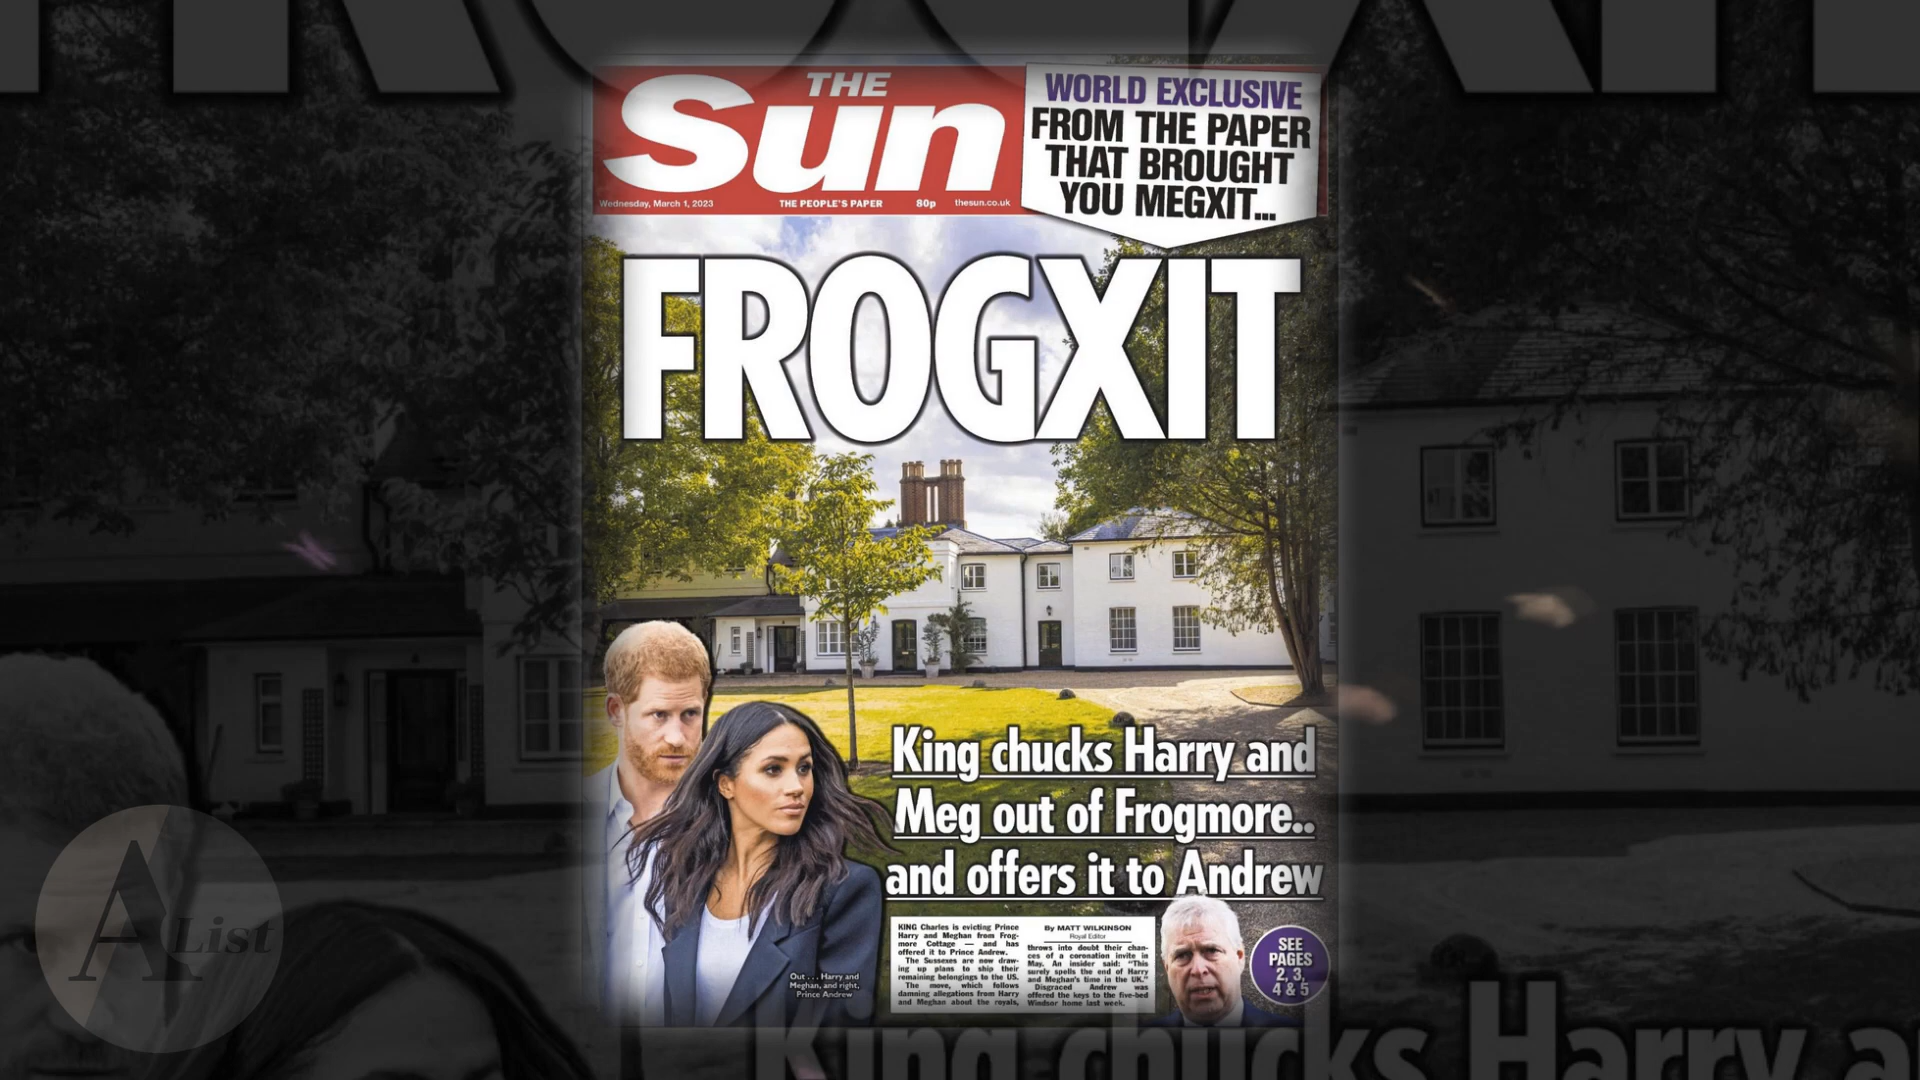 THE
Sun
Wednesday, March 1, 2023
THE PEOPLE'S PAPER
80p
thesun.co.uk
WORLD EXCLUSIVE
FROM THE PAPER
THAT BROUGHT
YOU MEGXIT...
FROGXIT
King chucks Harry and
Meg out of Frogmore..
and offers it to Andrew
KING Charles is evicting Prince
Harry and Meghan from Frog-
more Cottage — and has
offered it to Prince Andrew.
The Sussexes are now draw-
ing up plans to ship their
remaining belongings to the US.
The move, which follows
damning allegations from Harry
and Meghan about the royals,
By MATT WILKINSON
Royal Editor
throws into doubt their chan-
ces of a coronation invite in
May. An insider said: "This
surely spells the end of Harry
and Meghan's time in the UK."
Disgraced Andrew was
offered the keys to the five-bed
Windsor home last week.
SEE
PAGES
2, 3,
4 & 5
Out . . . Harry and
Meghan, and right,
Prince Andrew
A List
King chucks Harry a